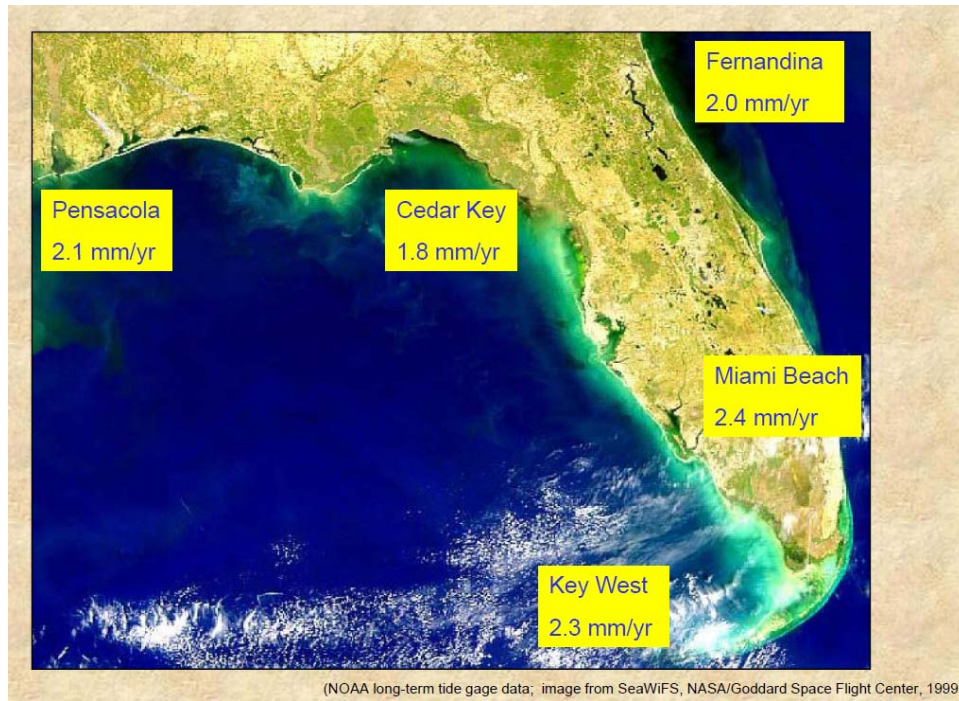 Fernandina
2.0 mm/yr
Pensacola
2.1 mm/yr
Cedar Key
1.8 mm/yr
Miami Beach
2.4 mm/yr
Key West
2.3 mm/yr
(NOAA long-term tide gage data; image from SeaWiFS, NASA/Goddard Space Flight Center, 1999